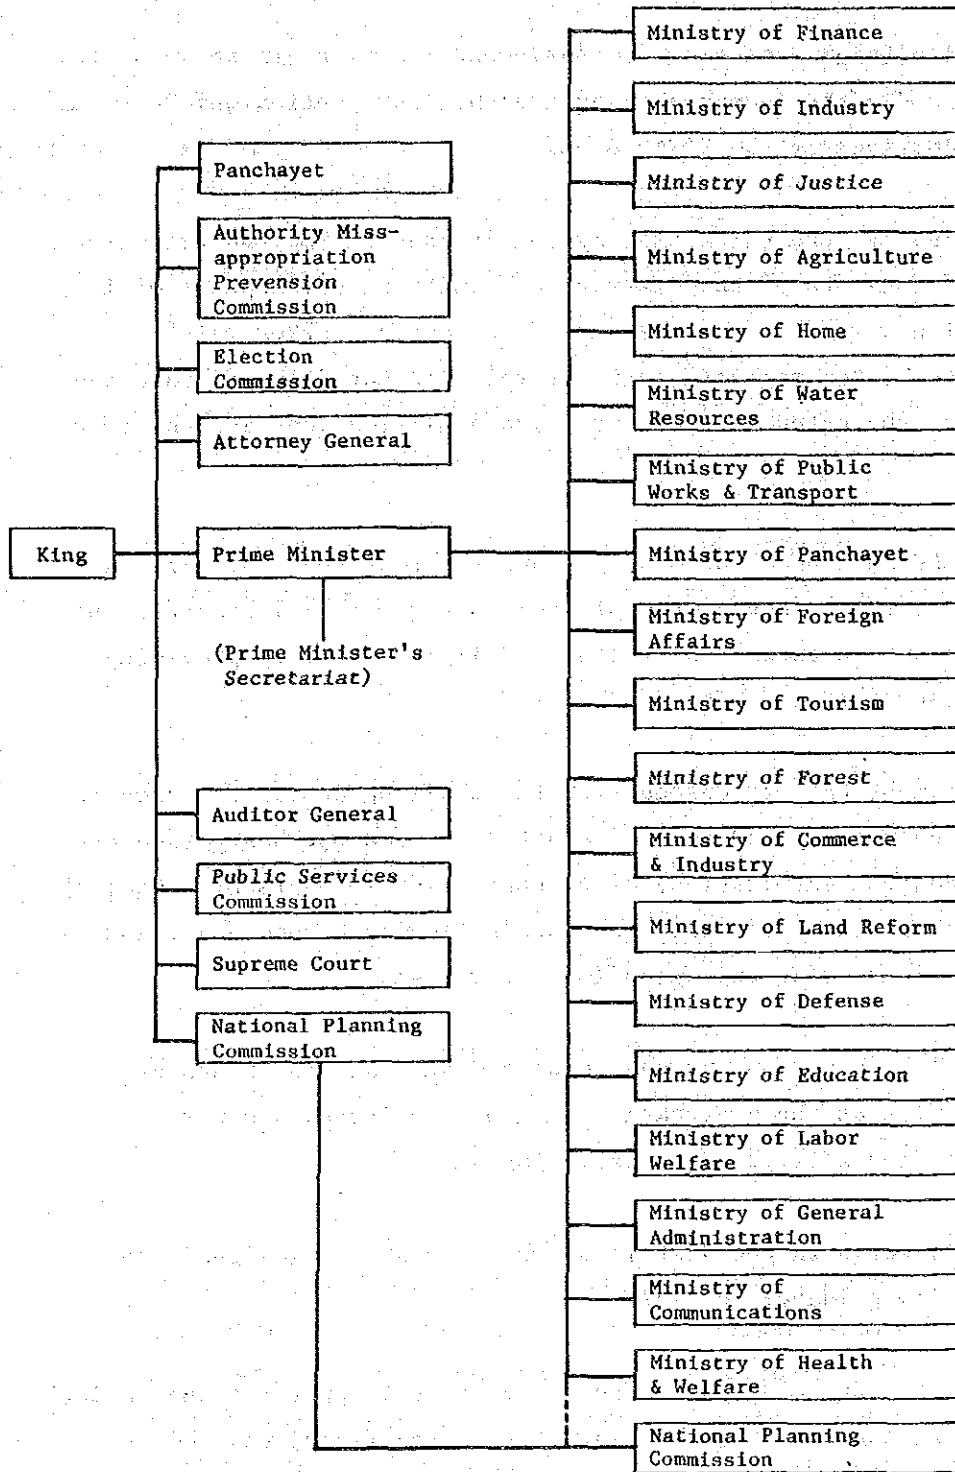 King
Panchayet
Authority Miss-
appropriation
Prevension
Commission
Election
Commission
Attorney General
Prime Minister
(Prime Minister's
Secretariat)
Auditor General
Public Services
Commission
Supreme Court
National Planning
Commission
Ministry of Finance
Ministry of Industry
Ministry of Justice
Ministry of Agriculture
Ministry of Home
Ministry of Water
Resources
Ministry of Public
Works & Transport
Ministry of Panchayet
Ministry of Foreign
Affairs
Ministry of Tourism
Ministry of Forest
Ministry of Commerce
& Industry
Ministry of Land Reform
Ministry of Defense
Ministry of Education
Ministry of Labor
Welfare
Ministry of General
Administration
Ministry of
Communications
Ministry of Health
& Welfare
National Planning
Commission